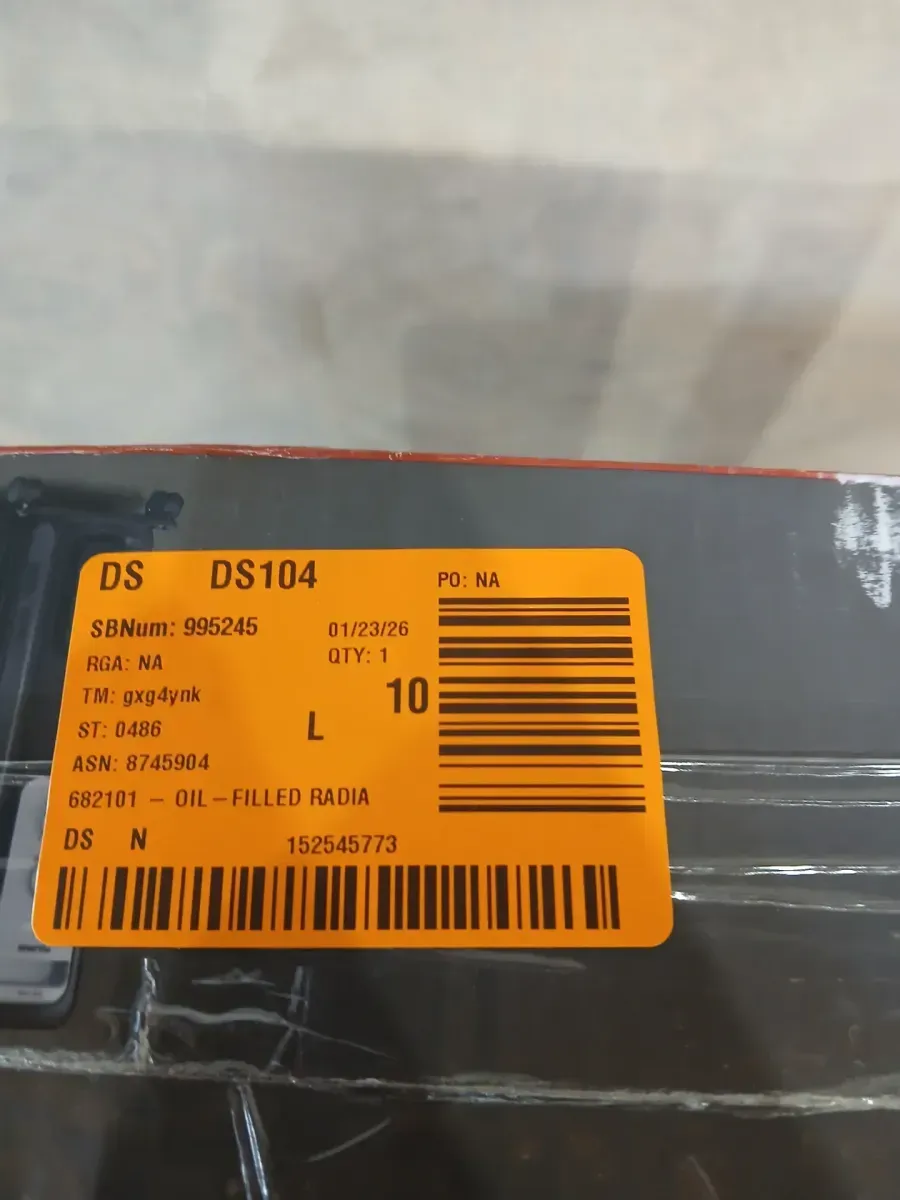 DS DS104
PO: NA
SBNum: 995245
01/23/26
RGA: NA
QTY: 1
TM: gxg4ynk
10
ST: 0486
L
ASN: 8745904
682101 – OIL–FILLED RADIA
DS N
152545773